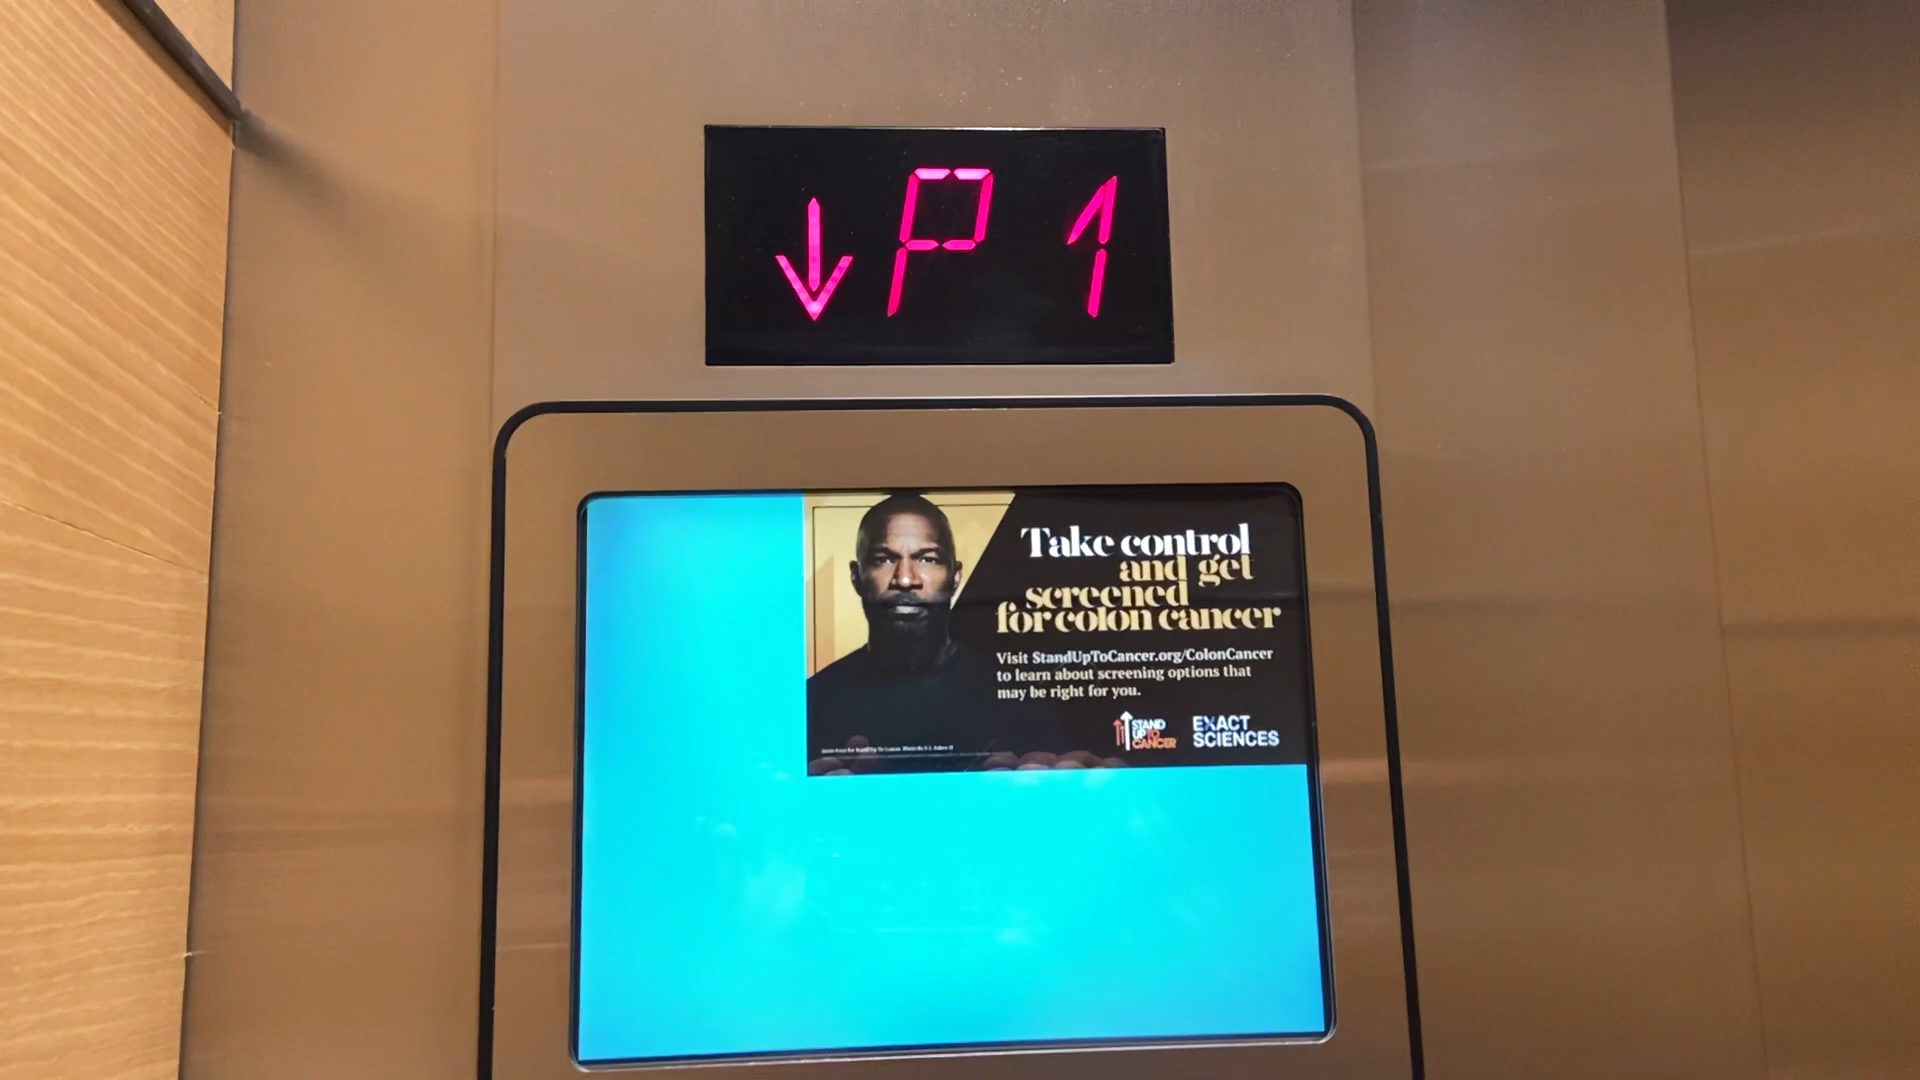 ↓ P 1
Take control
and get
screened
for colon cancer
Visit StandUpToCancer.org/ColonCancer
to learn about screening options that
may be right for you.
STAND
UP TO
CANCER
EXACT
SCIENCES